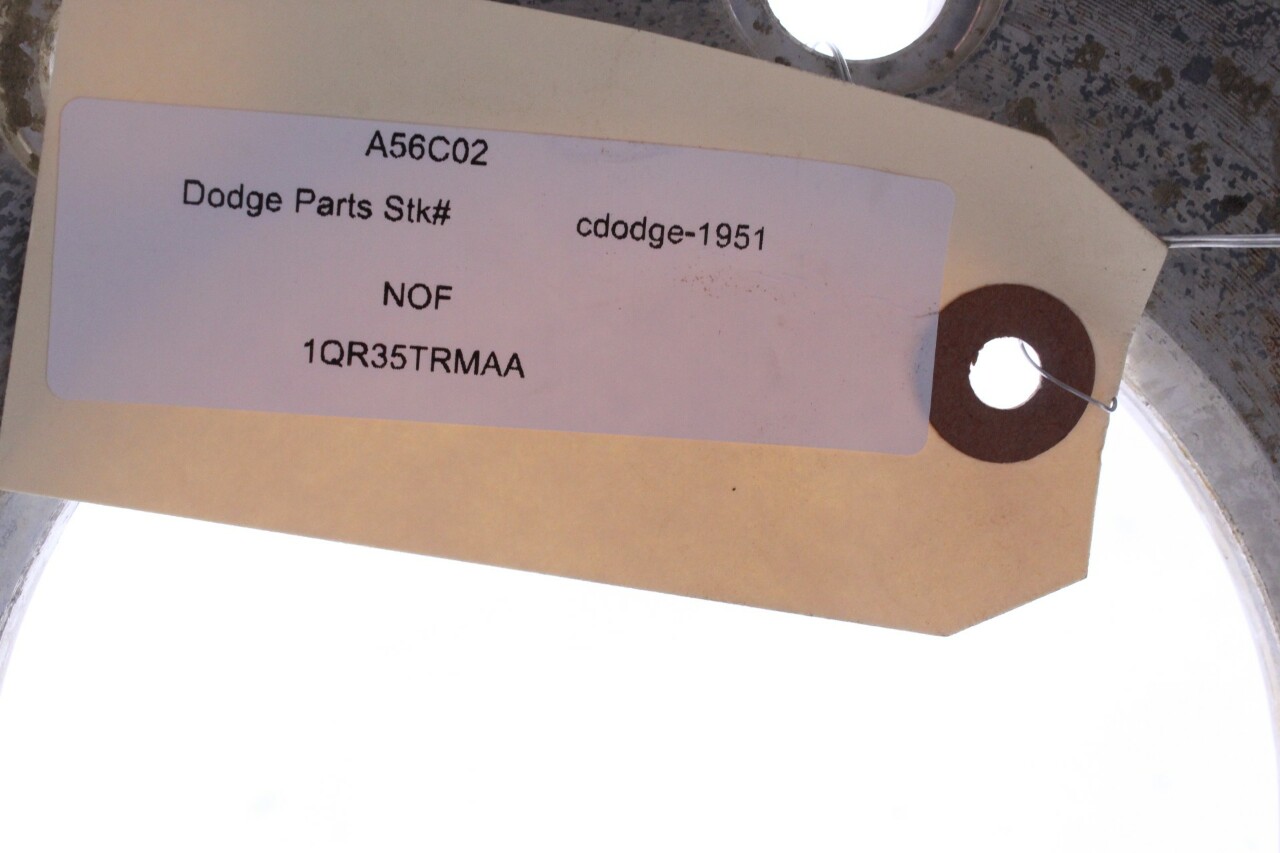 A56C02
Dodge Parts Stk# cdodge-1951
NOF
1QR35TRMAA